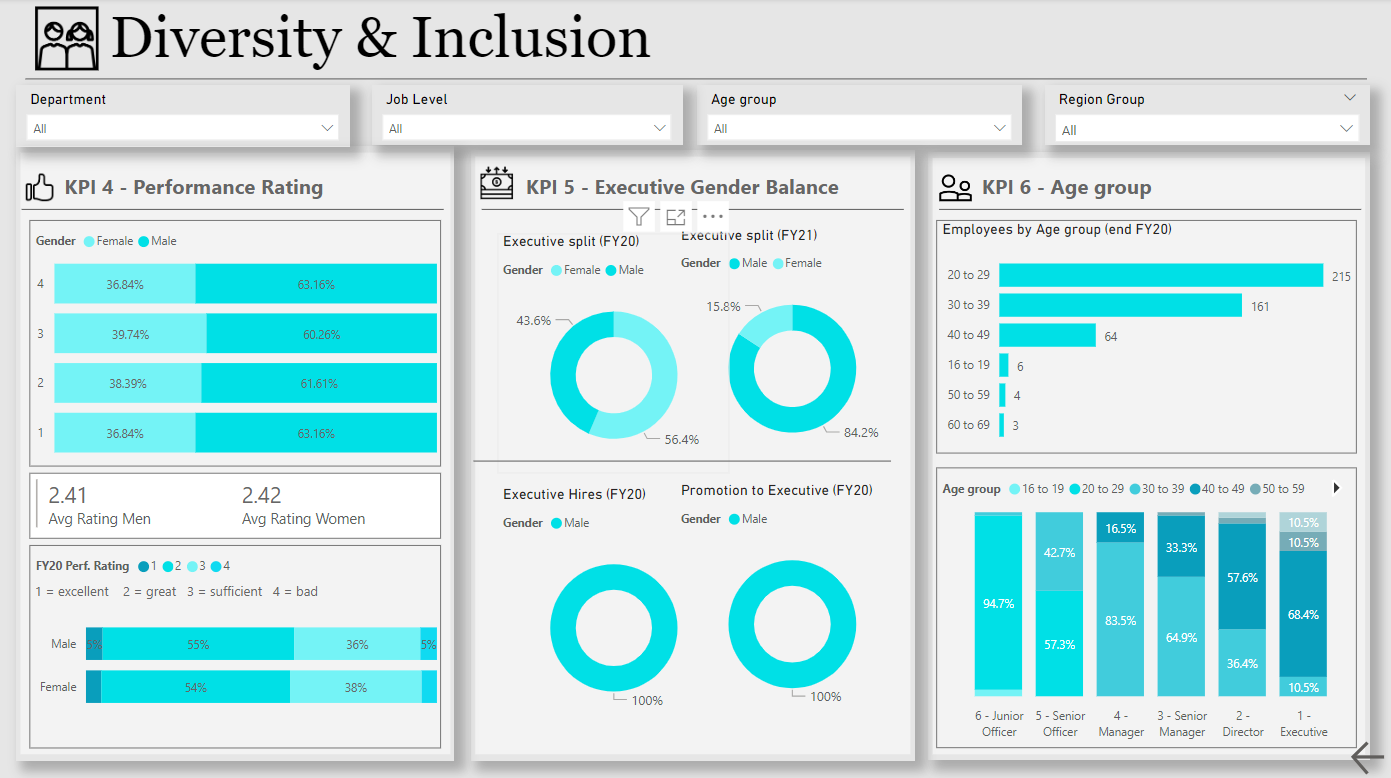 Diversity & Inclusion
Department
All
Job Level
All
Age group
All
Region Group
All
KPI 4 - Performance Rating
Gender Female Male
4 36.84% 63.16%
3 39.74% 60.26%
2 38.39% 61.61%
1 36.84% 63.16%
2.41 2.42
Avg Rating Men Avg Rating Women
FY20 Perf. Rating 1 2 3 4
1 = excellent 2 = great 3 = sufficient 4 = bad
Male 5% 55% 36% 5%
Female 54% 38%
KPI 5 - Executive Gender Balance
Executive split (FY20)
Gender Female Male
43.6%
56.4%
Executive split (FY21)
Gender Male Female
15.8%
84.2%
Executive Hires (FY20)
Gender Male
100%
Promotion to Executive (FY20)
Gender Male
100%
KPI 6 - Age group
Employees by Age group (end FY20)
20 to 29 215
30 to 39 161
40 to 49 64
16 to 19 6
50 to 59 4
60 to 69 3
Age group 16 to 19 20 to 29 30 to 39 40 to 49 50 to 59
94.7%
42.7%
57.3%
16.5%
83.5%
33.3%
64.9%
57.6%
36.4%
10.5%
10.5%
68.4%
10.5%
6 - Junior
Officer
5 - Senior
Officer
4 -
Manager
3 - Senior
Manager
2 -
Director
1 -
Executive